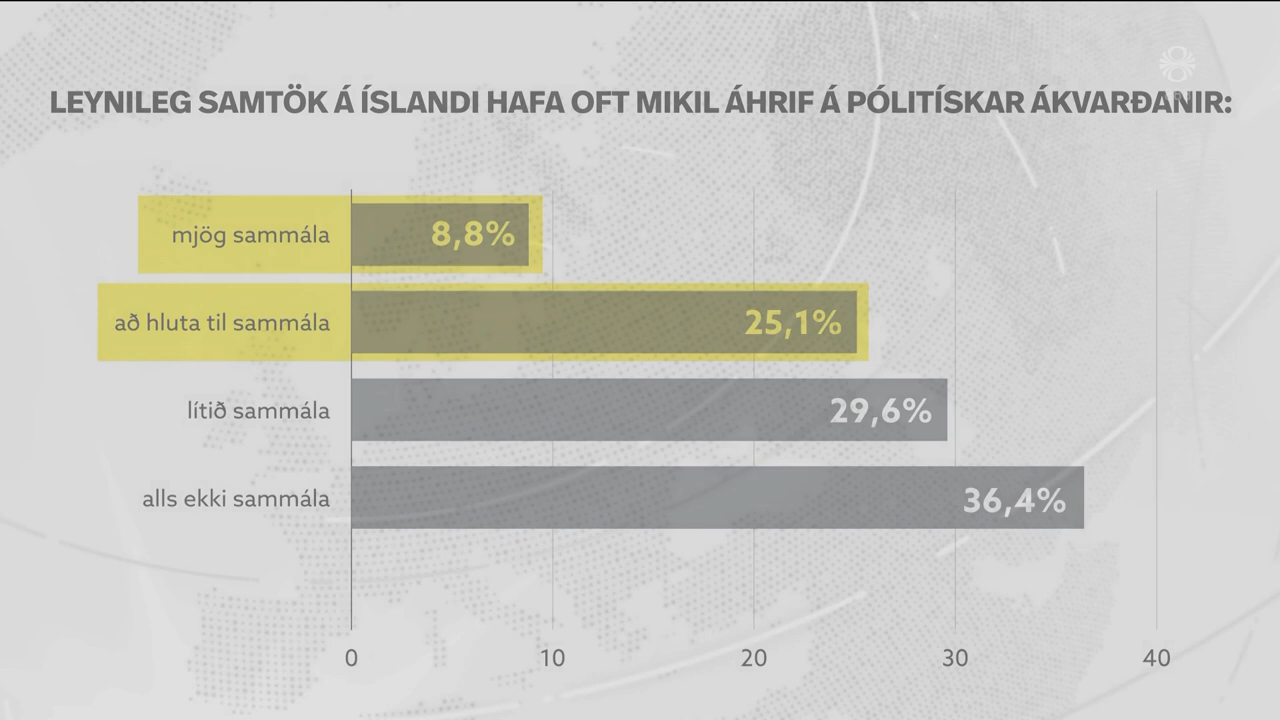 LEYNILEG SAMTÖK Á ÍSLANDI HAFA OFT MIKIL ÁHRIF Á PÓLITÍSKAR ÁKVARÐANIR:
mjög sammála 8,8%
að hluta til sammála 25,1%
lítið sammála 29,6%
alls ekki sammála 36,4%
0 10 20 30 40